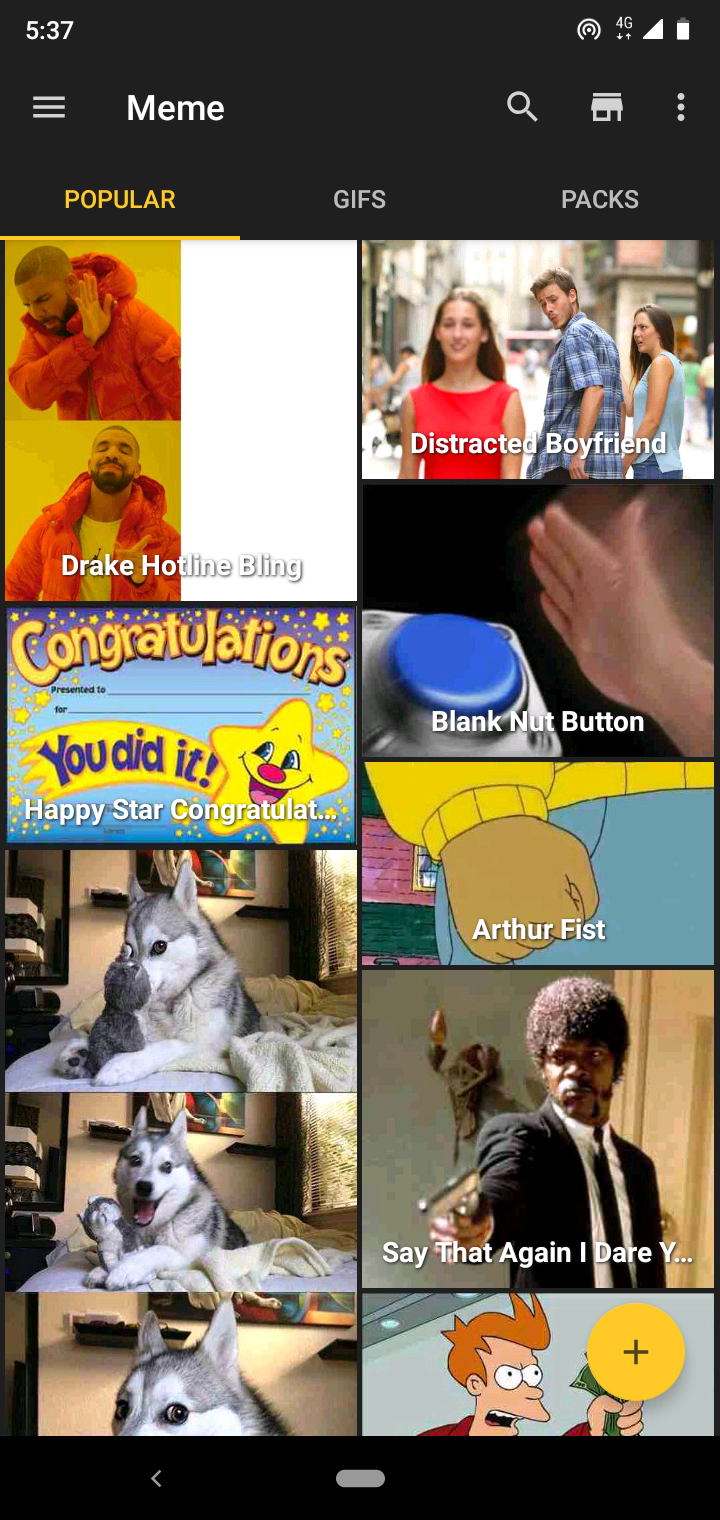 5:37
4G
Meme
POPULAR
GIFS
PACKS
Drake Hotline Bling
Distracted Boyfriend
Blank Nut Button
Congratulations
Presented to
for
You did it!
Happy Star Congratulat...
Arthur Fist
Say That Again I Dare Y...